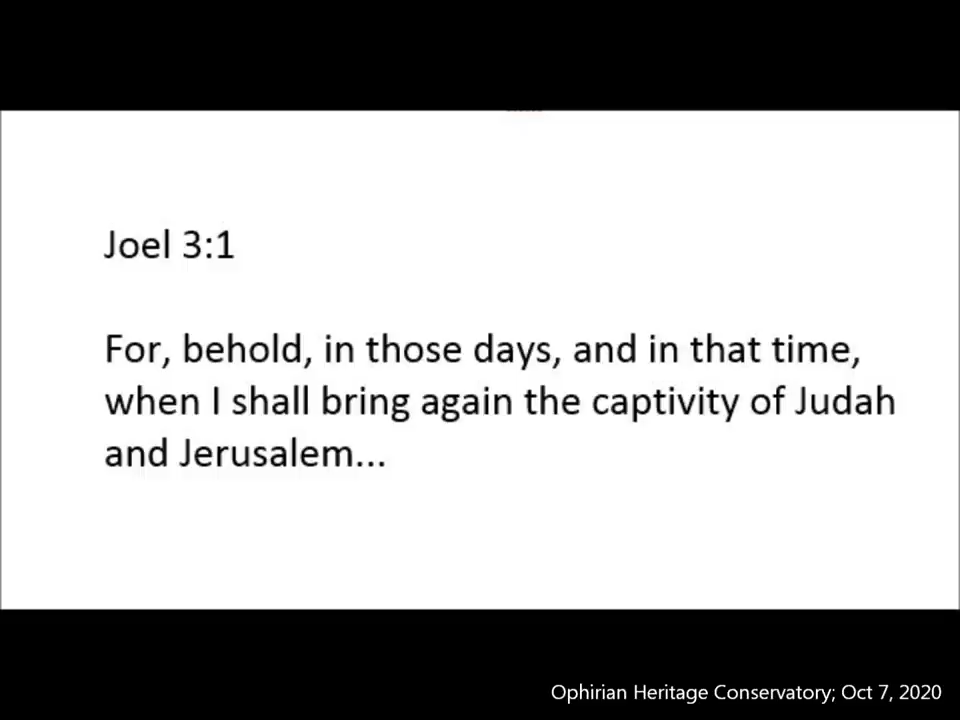 Joel 3:1
For, behold, in those days, and in that time,
when I shall bring again the captivity of Judah
and Jerusalem...
Ophirian Heritage Conservatory; Oct 7, 2020